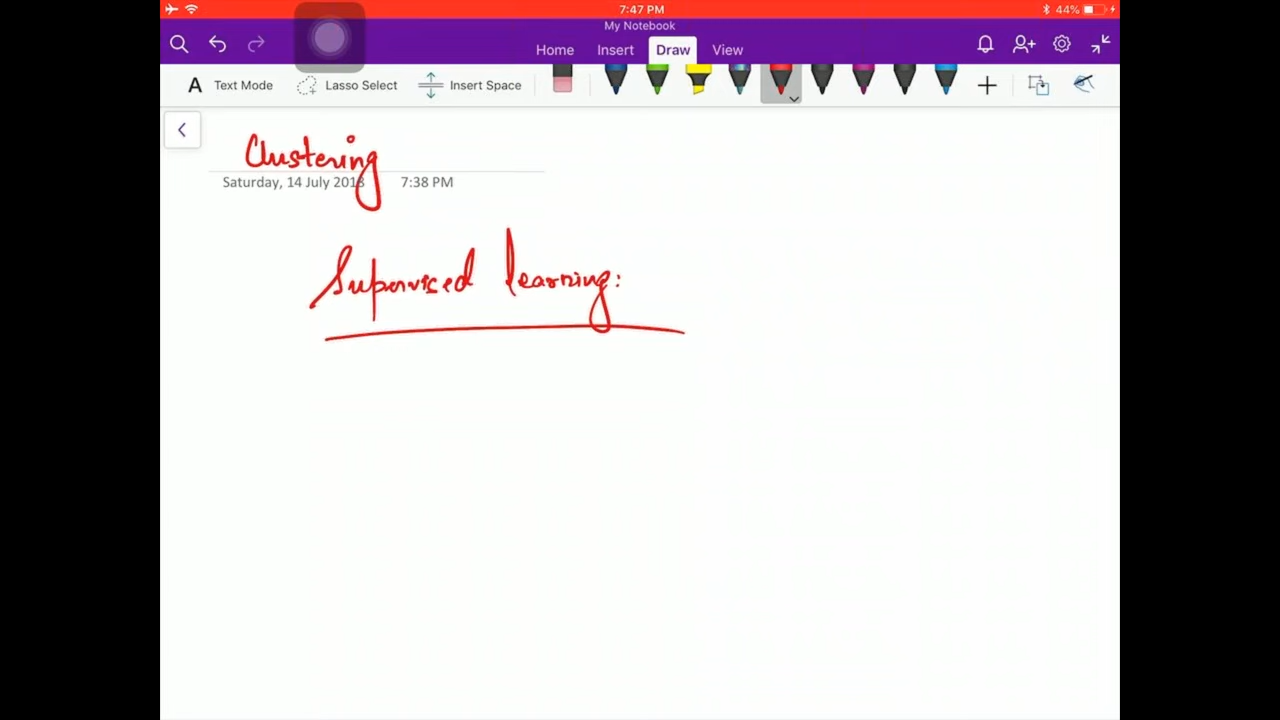 7:47 PM
44%
My Notebook
Home Insert Draw View
A Text Mode Lasso Select Insert Space
Clustering
Saturday, 14 July 2018 7:38 PM
Supervised learning: